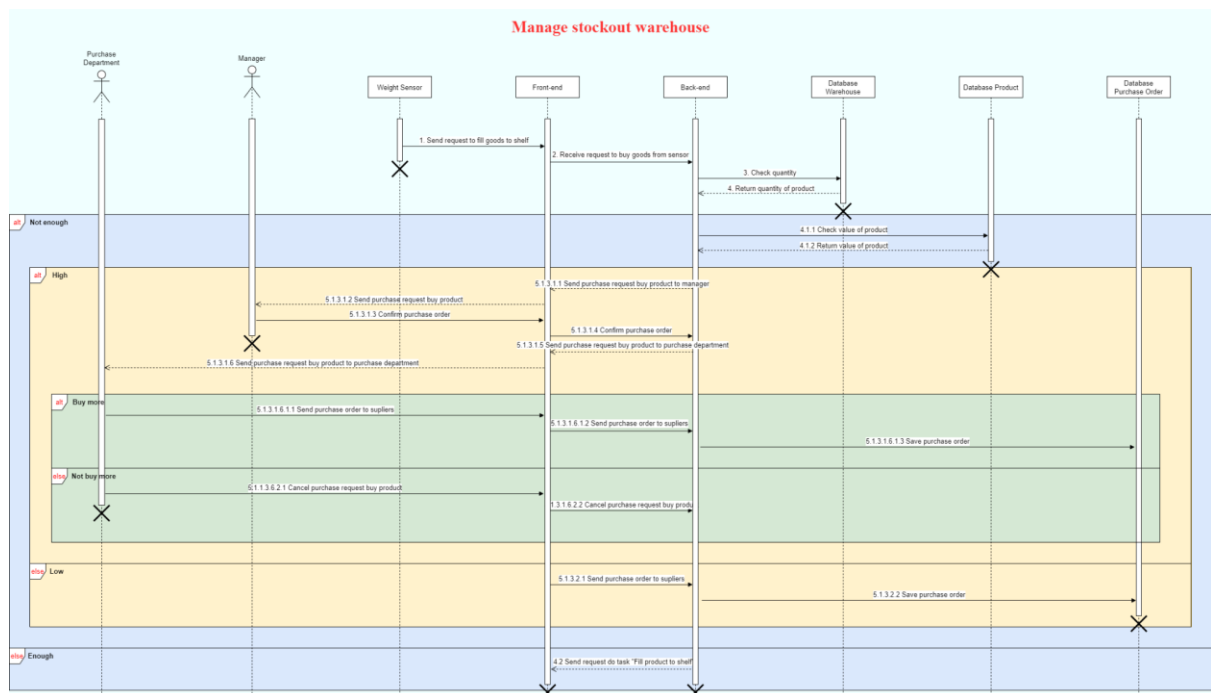 Manage stockout warehouse
Purchase
Department
Manager
Weight Sensor
Front-end
Back-end
Database
Warehouse
Database Product
Database
Purchase Order
1. Send request to fill goods to shelf
2. Receive request to buy goods from sensor
3. Check quantity
4. Return quantity of product
alt Not enough
4.1.1 Check value of product
4.1.2 Return value of product
alt High
5.1.3.1.1 Send purchase request buy product to manager
5.1.3.1.2 Send purchase request buy product
5.1.3.1.3 Confirm purchase order
5.1.3.1.4 Confirm purchase order
5.1.3.1.5 Send purchase request buy product to purchase department
5.1.3.1.6 Send purchase request buy product to purchase department
alt Buy more
5.1.3.1.6.1.1 Send purchase order to supliers
5.1.3.1.6.1.2 Send purchase order to supliers
5.1.3.1.6.1.3 Save purchase order
else Not buy more
5.1.1.3.6.2.1 Cancel purchase request buy product
1.3.1.6.2.2 Cancel purchase request buy produ
else Low
5.1.3.2.1 Send purchase order to supliers
5.1.3.2.2 Save purchase order
else Enough
4.2 Send request do task "Fill product to shelf